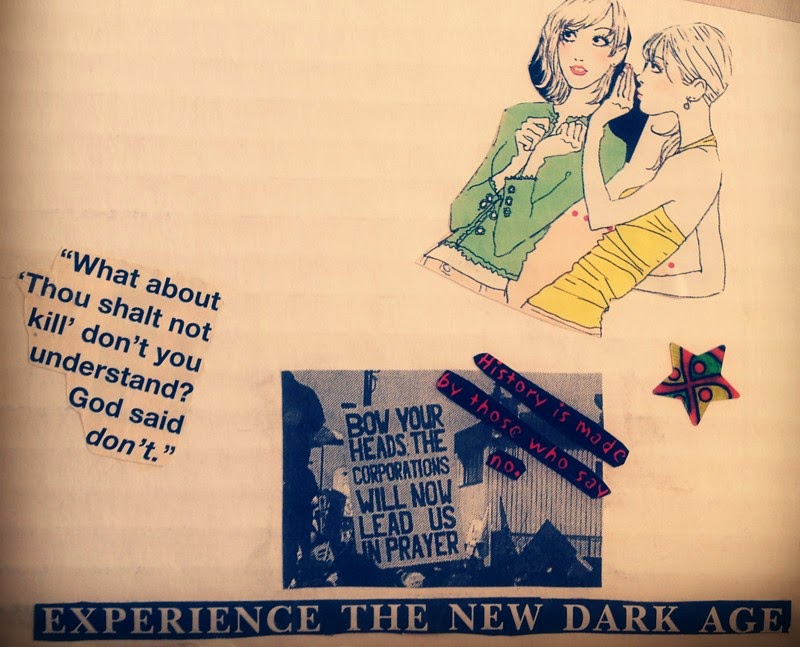 “What about
‘Thou shalt not
kill’ don’t you
understand?
God said
don’t.”
History is made
by those who say
no.
BOW YOUR
HEADS: THE
CORPORATIONS
WILL NOW
LEAD US
IN PRAYER
EXPERIENCE THE NEW DARK AGE